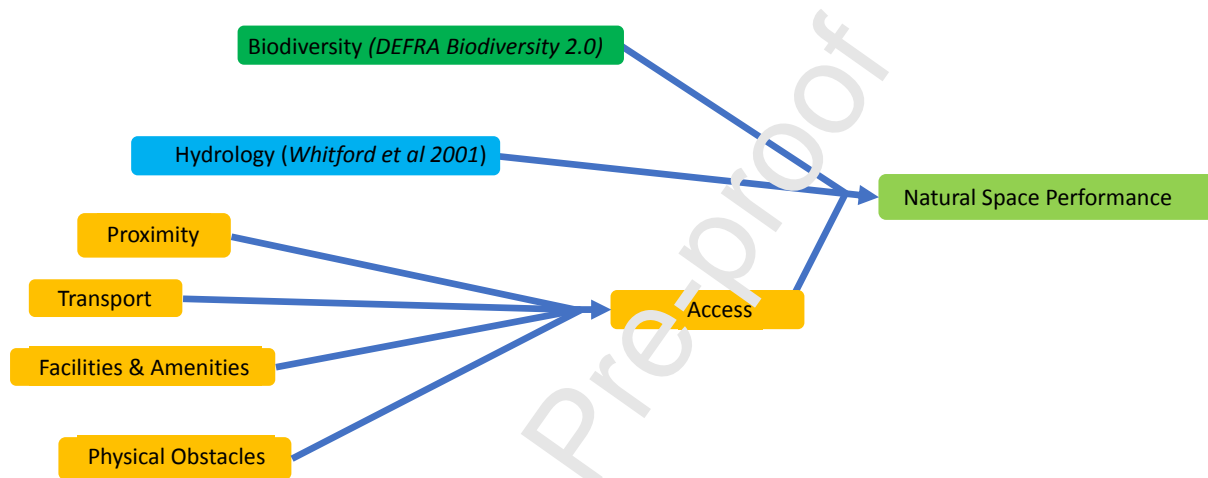 Biodiversity (DEFRA Biodiversity 2.0)
Hydrology (Whitford et al 2001)
Natural Space Performance
Proximity
Transport
Access
Facilities & Amenities
Physical Obstacles
Pre-proof